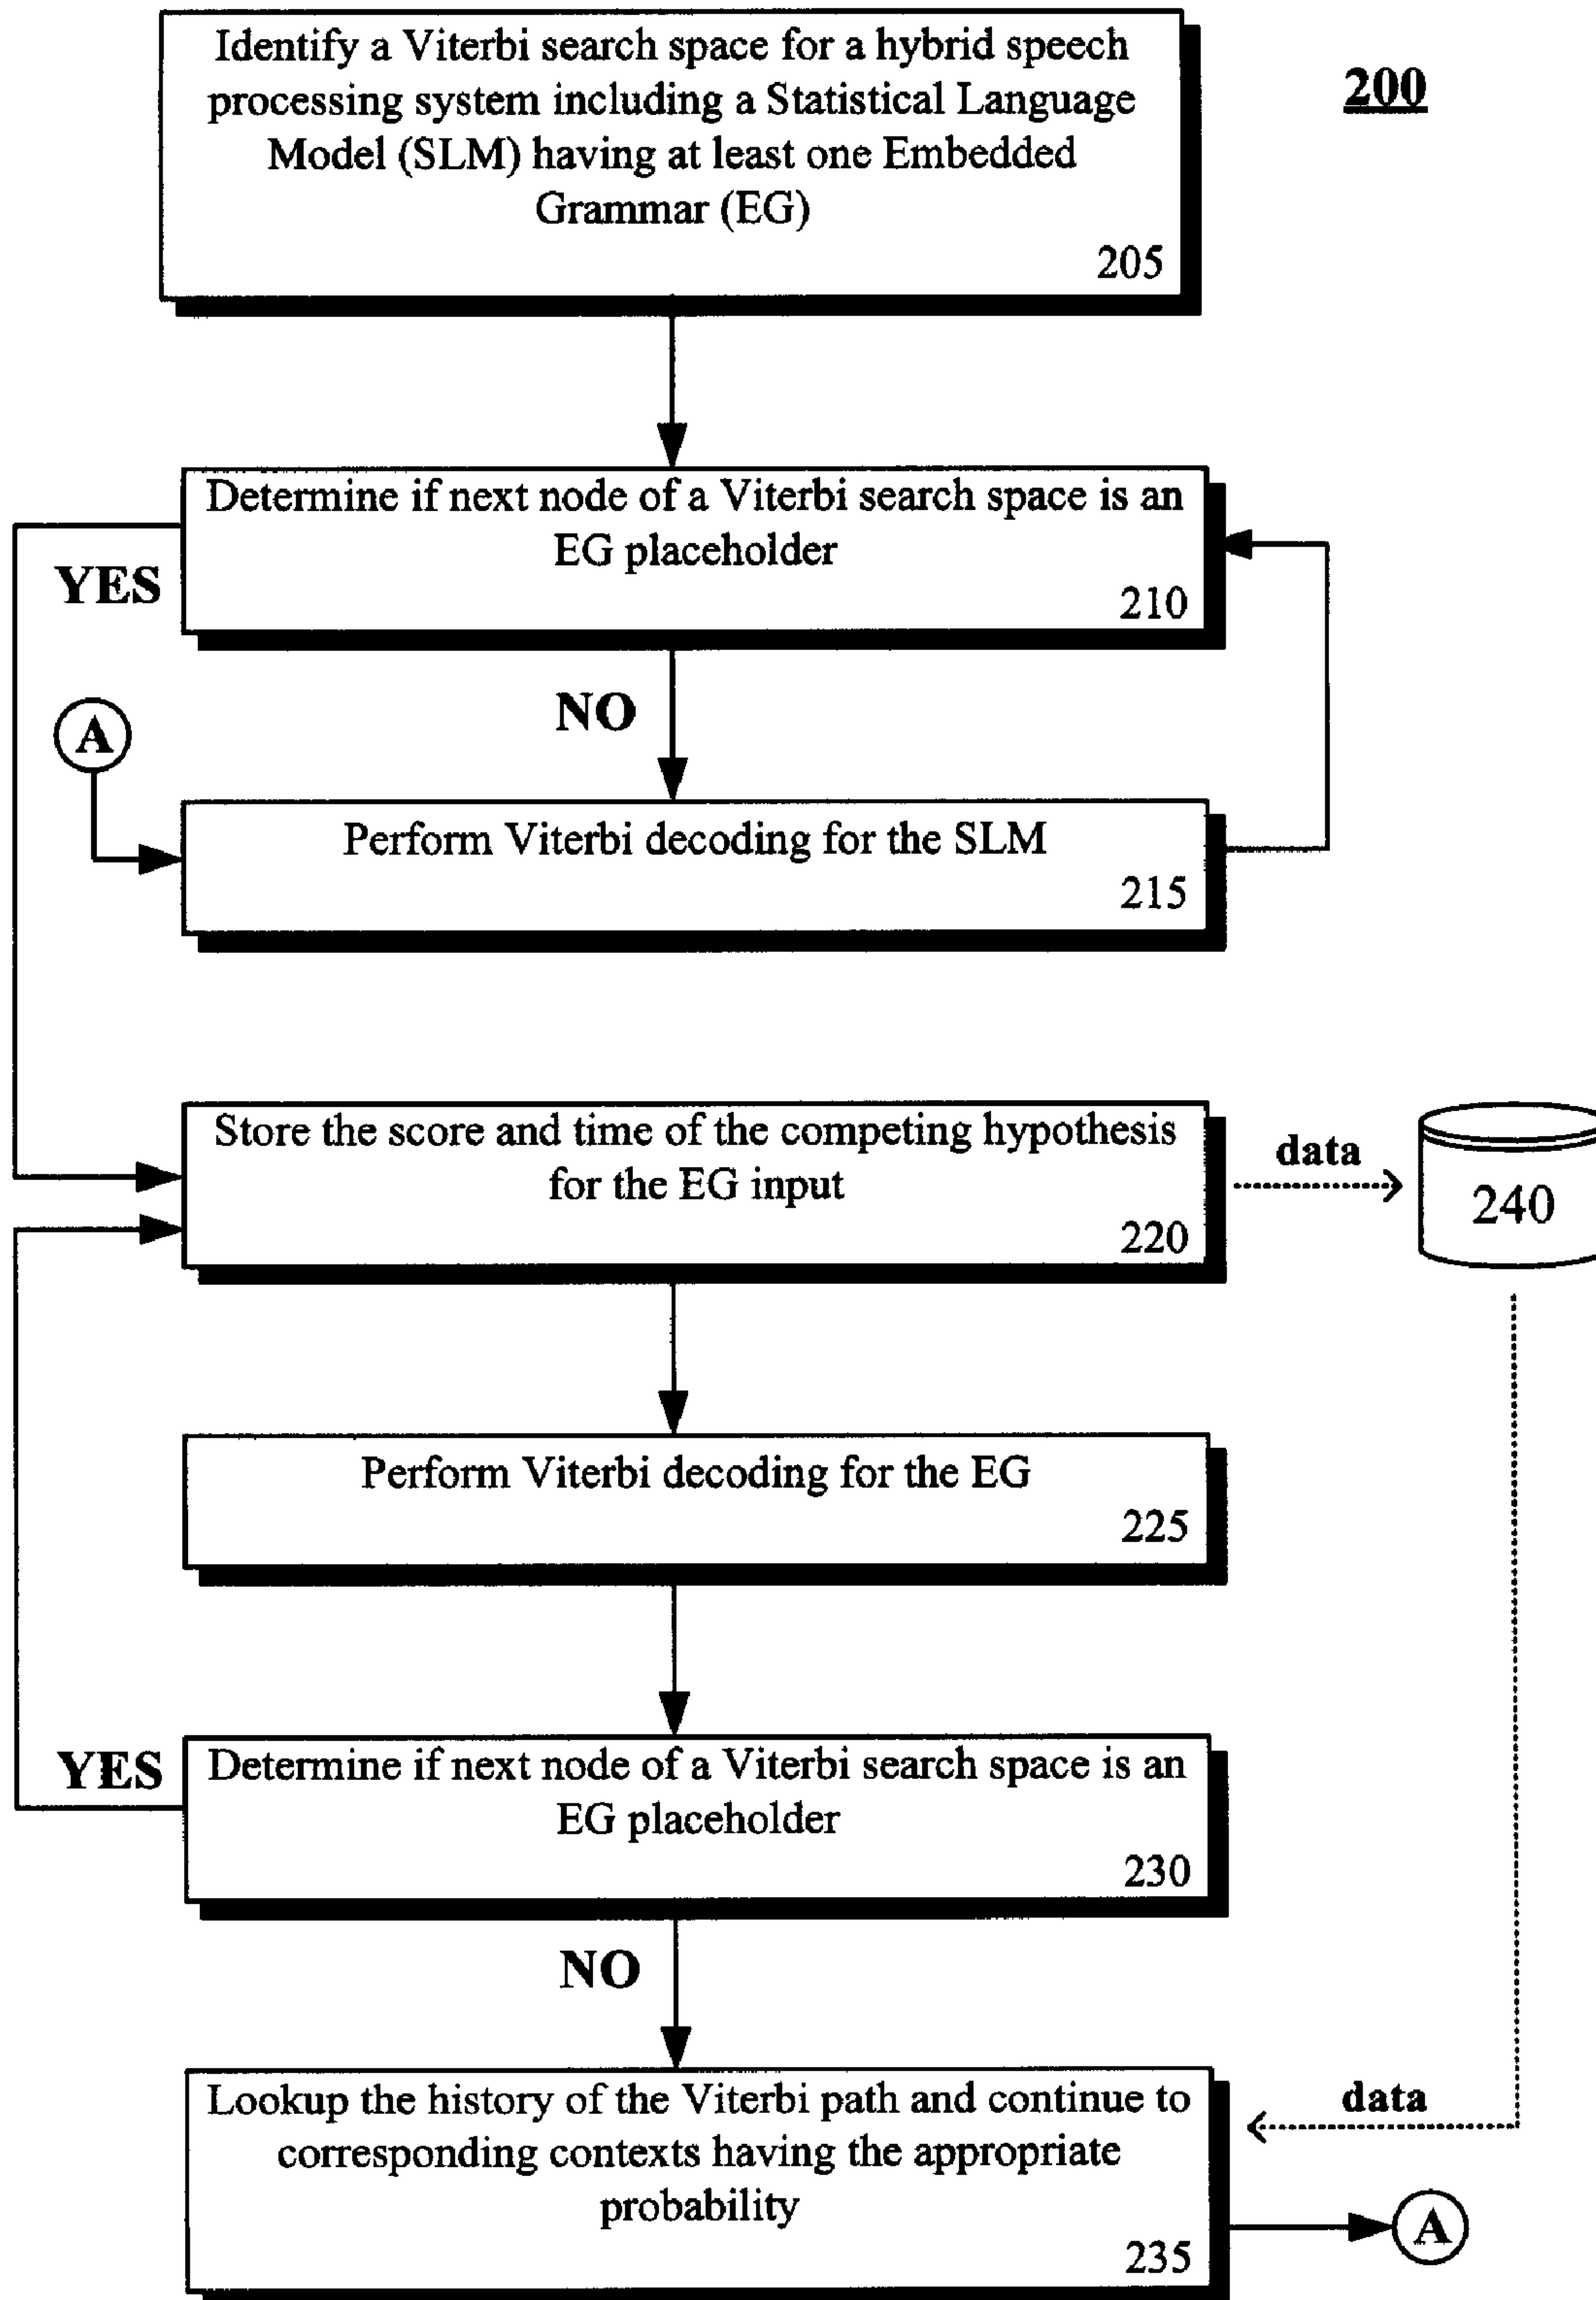 Identify a Viterbi search space for a hybrid speech
processing system including a Statistical Language
Model (SLM) having at least one Embedded
Grammar (EG)
205
200
Determine if next node of a Viterbi search space is an
EG placeholder
210
YES
NO
A
Perform Viterbi decoding for the SLM
215
Store the score and time of the competing hypothesis
for the EG input
220
data
240
Perform Viterbi decoding for the EG
225
YES
Determine if next node of a Viterbi search space is an
EG placeholder
230
NO
Lookup the history of the Viterbi path and continue to
corresponding contexts having the appropriate
probability
235
data
A